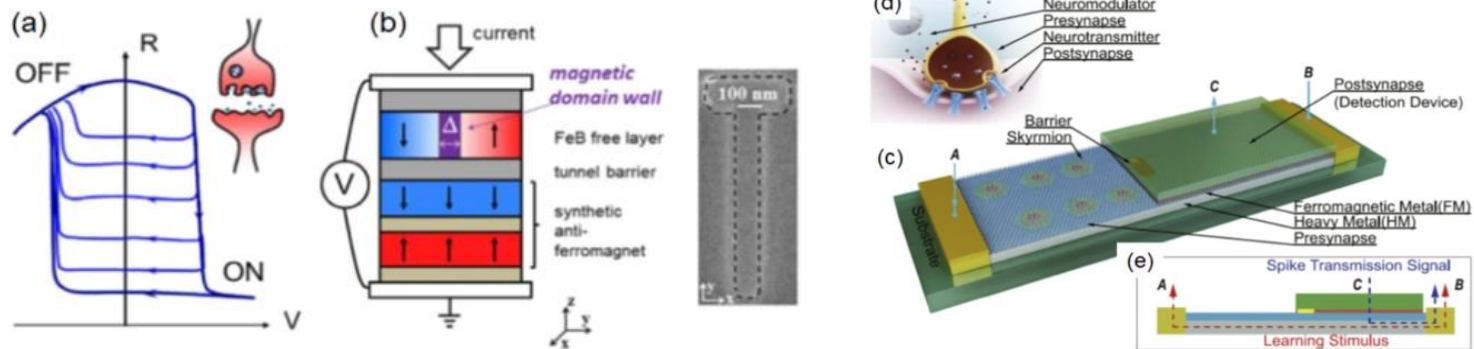 (a)
R
OFF
ON
V
(b)
current
magnetic
domain wall
Δ
FeB free layer
tunnel barrier
V
synthetic
anti-
ferromagnet
z
y
x
100 nm
y
x
(d)
Neuromodulator
Presynapse
Neurotransmitter
Postsynapse
(c)
A
Barrier
Skyrmion
C
B
Postsynapse
(Detection Device)
Substrate
Ferromagnetic Metal(FM)
Heavy Metal(HM)
Presynapse
(e)
Spike Transmission Signal
A
C
B
Learning Stimulus